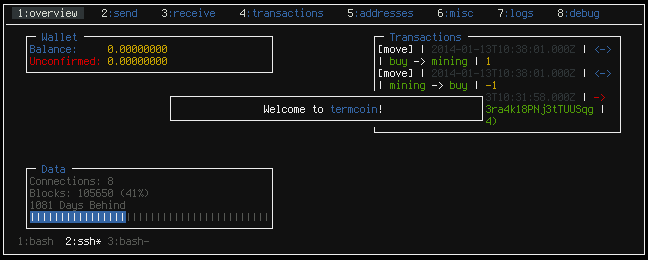 1:overview 2:send 3:receive 4:transactions 5:addresses 6:misc 7:logs 8:debug
Wallet
Balance: 0.00000000
Unconfirmed: 0.00000000
Transactions
[move] | 2014-01-13T10:38:01.000Z | <->
| buy -> mining | 1
[move] | 2014-01-13T10:38:01.000Z | <->
| mining -> buy | -1
3T10:31:58.000Z | ->
3ra4k18PNj3tTUUSqg |
4)
Welcome to termcoin!
Data
Connections: 8
Blocks: 105650 (41%)
1081 Days Behind
1:bash 2:ssh* 3:bash-